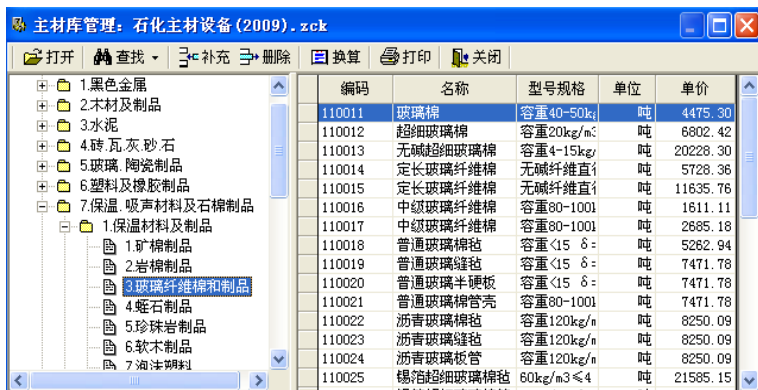 主材库管理: 石化主材设备(2009).zck
打开 查找 补充 删除 换算 打印 关闭
1.黑色金属
2.木材及制品
3.水泥
4.砖.瓦.灰.砂.石
5.玻璃.陶瓷制品
6.塑料及橡胶制品
7.保温.吸声材料及石棉制品
1.保温材料及制品
1.矿棉制品
2.岩棉制品
3.玻璃纤维棉和制品
4.蛭石制品
5.珍珠岩制品
6.软木制品
7.泡沫塑料
编码 名称 型号规格 单位 单价
110011 玻璃棉 容重40-50kg 吨 4475.30
110012 超细玻璃棉 容重20kg/m3 吨 6802.42
110013 无碱超细玻璃棉 容重4-15kg/ 吨 20228.30
110014 定长玻璃纤维棉 无碱纤维直 吨 5728.36
110015 定长玻璃纤维棉 无碱纤维直 吨 11635.76
110016 中级玻璃纤维棉 容重80-100 吨 1611.11
110017 中级玻璃纤维棉 容重80-100 吨 2685.18
110018 普通玻璃棉毡 容重<15 δ= 吨 5262.94
110019 普通玻璃缝毡 容重<15 δ= 吨 7471.78
110020 普通玻璃半硬板 容重<15 δ= 吨 7471.78
110021 普通玻璃棉管壳 容重80-100 吨 7471.78
110022 沥青玻璃棉毡 容重120kg/ 吨 8250.09
110023 沥青玻璃缝毡 容重120kg/ 吨 8250.09
110024 沥青玻璃板管 容重120kg/ 吨 8250.09
110025 锡箔超细玻璃棉毡 60kg/m3≤4 吨 21585.15